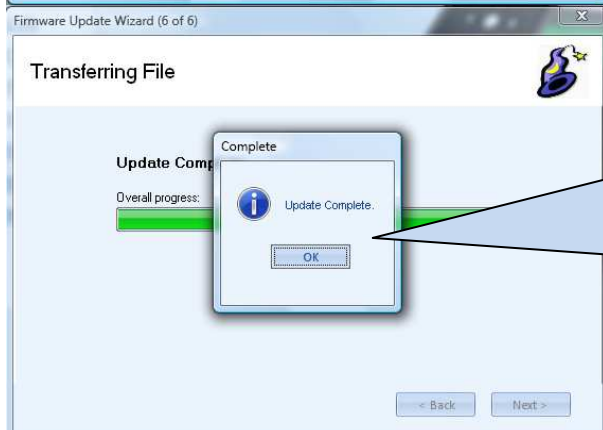 Firmware Update Wizard (6 of 6)
Transferring File
Complete
Update Comp
Overall progress:
Update Complete.
OK
< Back
Next >